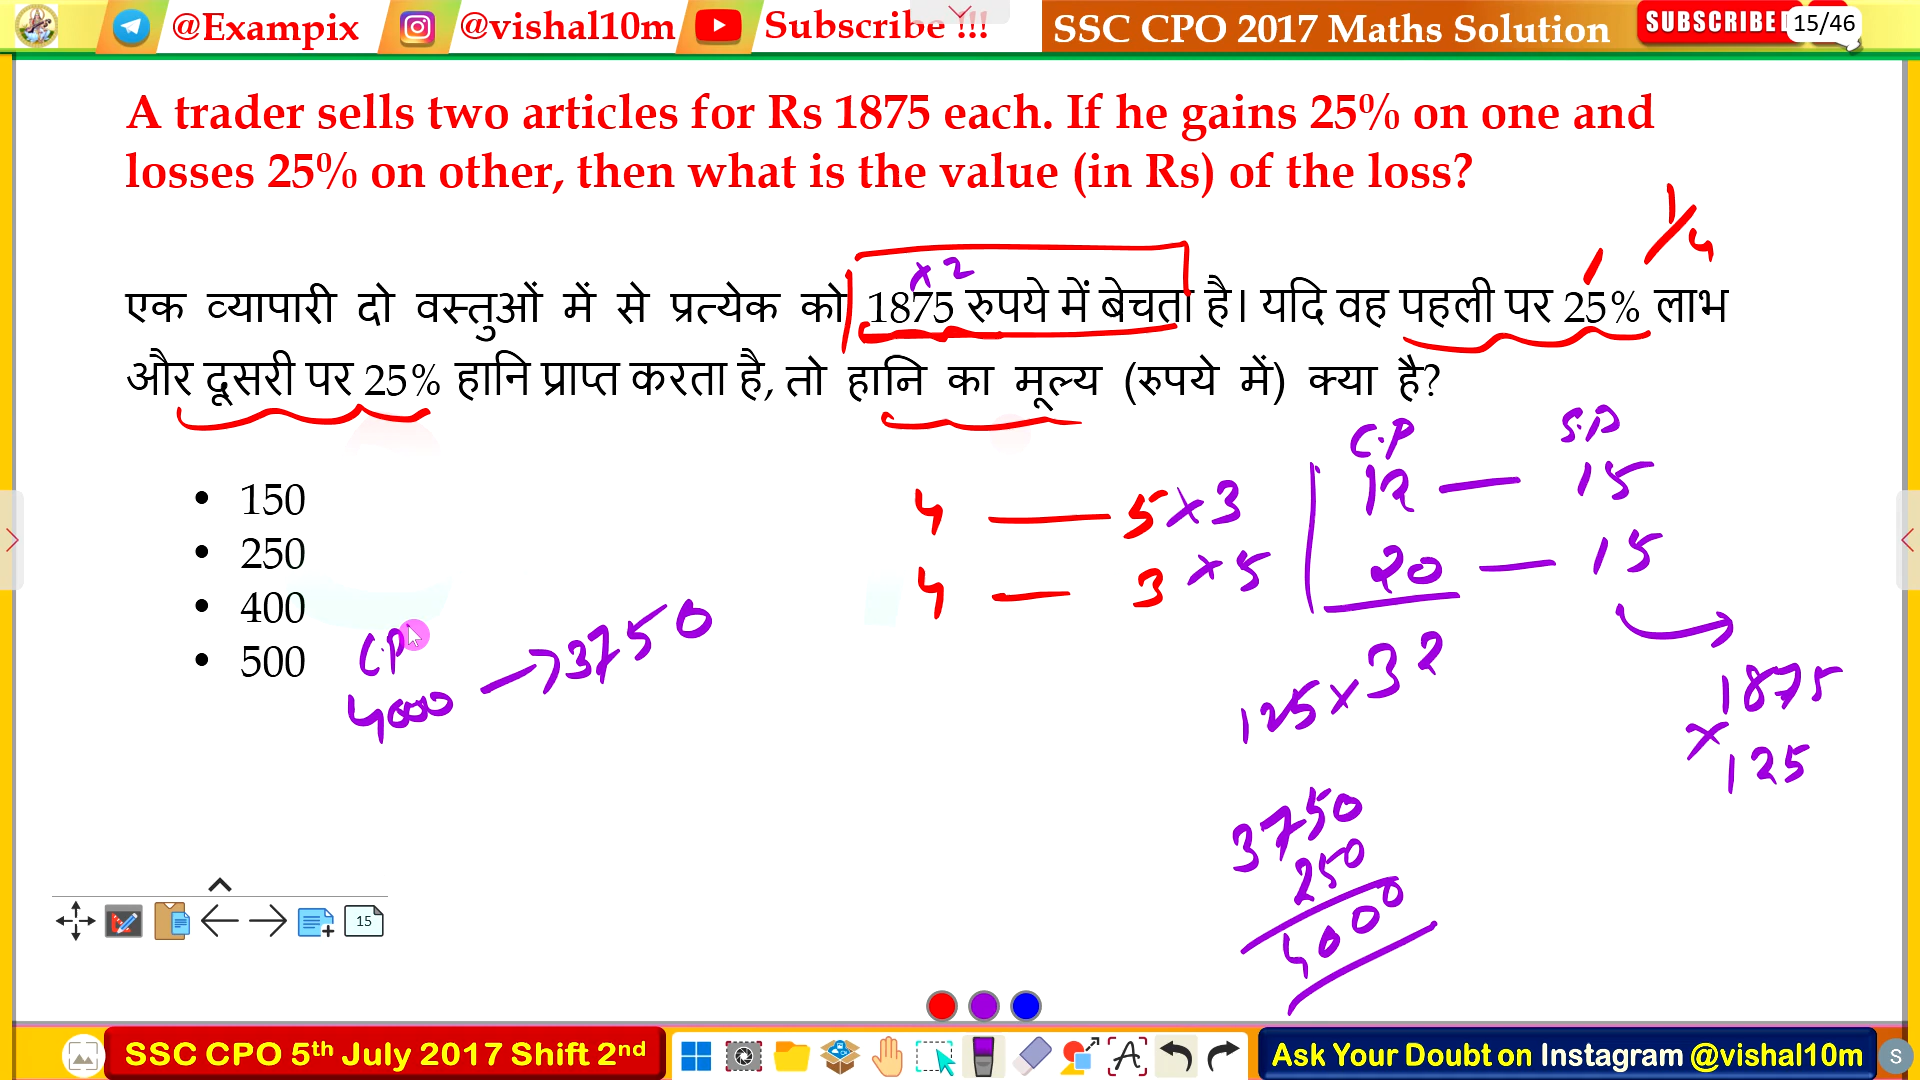 @Exampix @vishal10m Subscribe !!! SSC CPO 2017 Maths Solution SUBSCRIBE 15/46
A trader sells two articles for Rs 1875 each. If he gains 25% on one and
losses 25% on other, then what is the value (in Rs) of the loss?
1/4
× 2
एक व्यापारी दो वस्तुओं में से प्रत्येक को 1875 रुपये में बेचता है। यदि वह पहली पर 25% लाभ
और दूसरी पर 25% हानि प्राप्त करता है, तो हानि का मूल्य (रुपये में) क्या है?
C.P S.P
• 150
4 — 5 × 3 12 — 15
• 250
4 — 3 × 5 20 — 15
• 400
• 500
C.P
4000 → 3750
125 × 32
1875
× 125
3750
250
4000
15
SSC CPO 5th July 2017 Shift 2nd
A
Ask Your Doubt on Instagram @vishal10m S